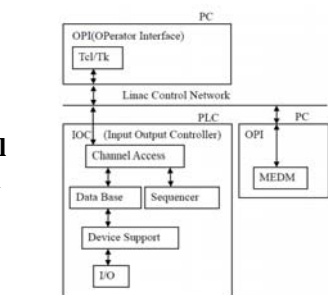 PC
OPI(OPerator Interface)
Tcl/Tk
Linac Control Network
PLC
IOC (Input Output Controller)
Channel Access
Data Base
Sequencer
Device Support
I/O
PC
OPI
MEDM
l